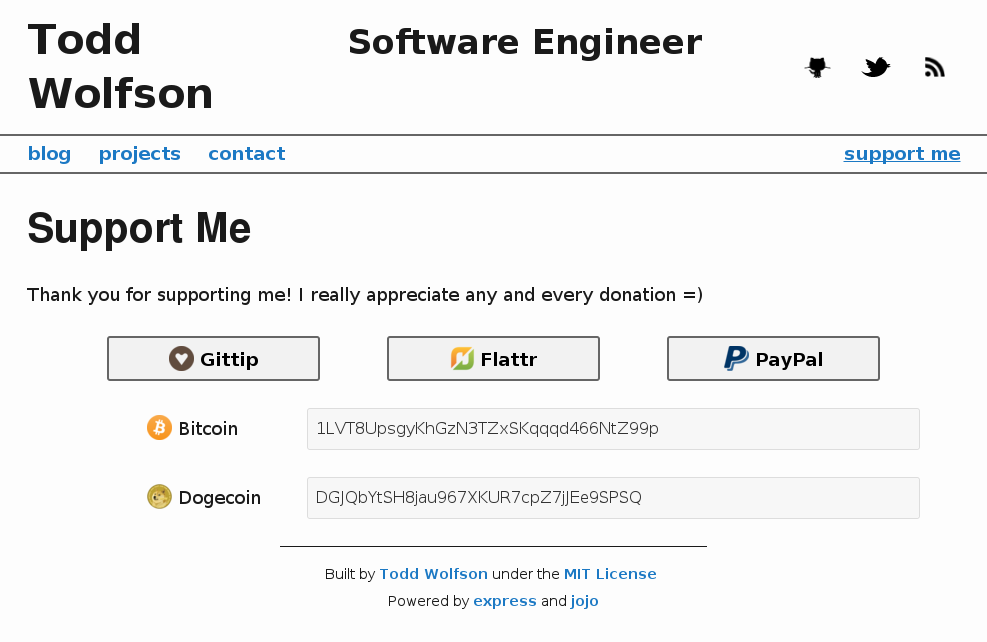 Todd
Wolfson
Software Engineer
blog projects contact support me
Support Me
Thank you for supporting me! I really appreciate any and every donation =)
Gittip Flattr PayPal
Bitcoin 1LVT8UpsgyKhGzN3TZxSKqqqd466NtZ99p
Dogecoin DGJQbYtSH8jau967XKUR7cpZ7jJEe9SPSQ
Built by Todd Wolfson under the MIT License
Powered by express and jojo